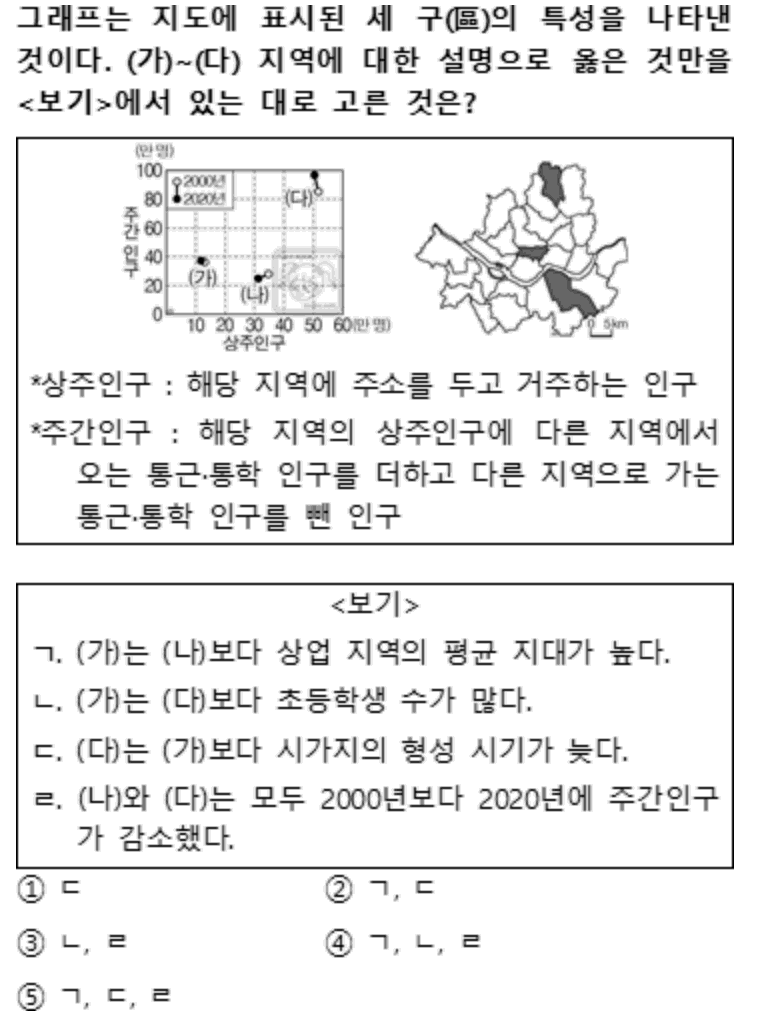 그래프는 지도에 표시된 세 구(區)의 특성을 나타낸
것이다. (가)~(다) 지역에 대한 설명으로 옳은 것만을
<보기>에서 있는 대로 고른 것은?
(만 명)
100
80
60
40
20
0
주간인구
2000년
2020년
(가)
(나)
(다)
10 20 30 40 50 60(만 명)
상주인구
0 5km
*상주인구 : 해당 지역에 주소를 두고 거주하는 인구
*주간인구 : 해당 지역의 상주인구에 다른 지역에서
오는 통근·통학 인구를 더하고 다른 지역으로 가는
통근·통학 인구를 뺀 인구
<보기>
ㄱ. (가)는 (나)보다 상업 지역의 평균 지대가 높다.
ㄴ. (가)는 (다)보다 초등학생 수가 많다.
ㄷ. (다)는 (가)보다 시가지의 형성 시기가 늦다.
ㄹ. (나)와 (다)는 모두 2000년보다 2020년에 주간인구
가 감소했다.
① ㄷ ② ㄱ, ㄷ
③ ㄴ, ㄹ ④ ㄱ, ㄴ, ㄹ
⑤ ㄱ, ㄷ, ㄹ